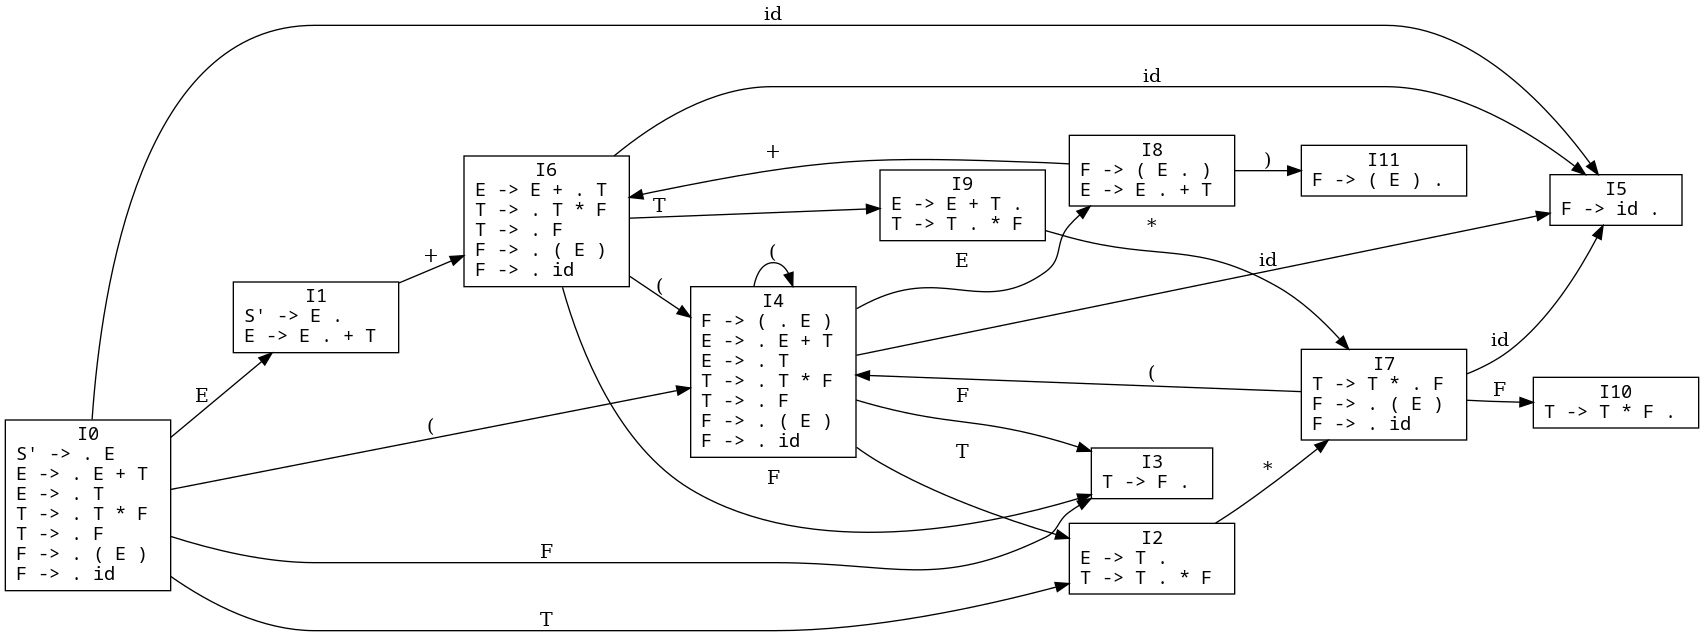 id
id
I6
E -> E + . T
T -> . T * F
T -> . F
F -> . ( E )
F -> . id
+
T
I8
F -> ( E . )
E -> E . + T
)
I11
F -> ( E ) .
I5
F -> id .
I9
E -> E + T .
T -> T . * F
*
+
(
(
E
id
I1
S' -> E .
E -> E . + T
I4
F -> ( . E )
E -> . E + T
E -> . T
T -> . T * F
T -> . F
F -> . ( E )
F -> . id
id
I7
T -> T * . F
F -> . ( E )
F -> . id
(
F
I10
T -> T * F .
E
F
I0
S' -> . E
E -> . E + T
E -> . T
T -> . T * F
T -> . F
F -> . ( E )
F -> . id
(
T
I3
T -> F .
*
F
F
I2
E -> T .
T -> T . * F
T